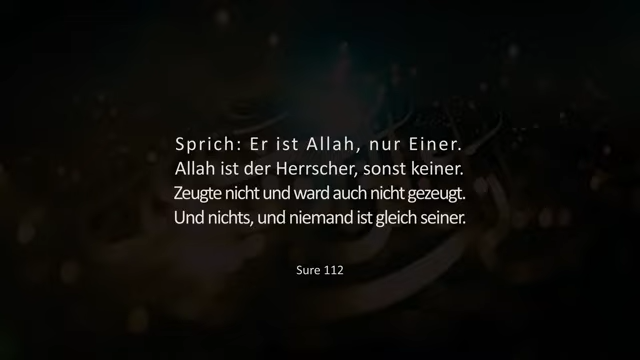 Sprich: Er ist Allah, nur Einer.
Allah ist der Herrscher, sonst keiner.
Zeugte nicht und ward auch nicht gezeugt.
Und nichts, und niemand ist gleich seiner.
Sure 112